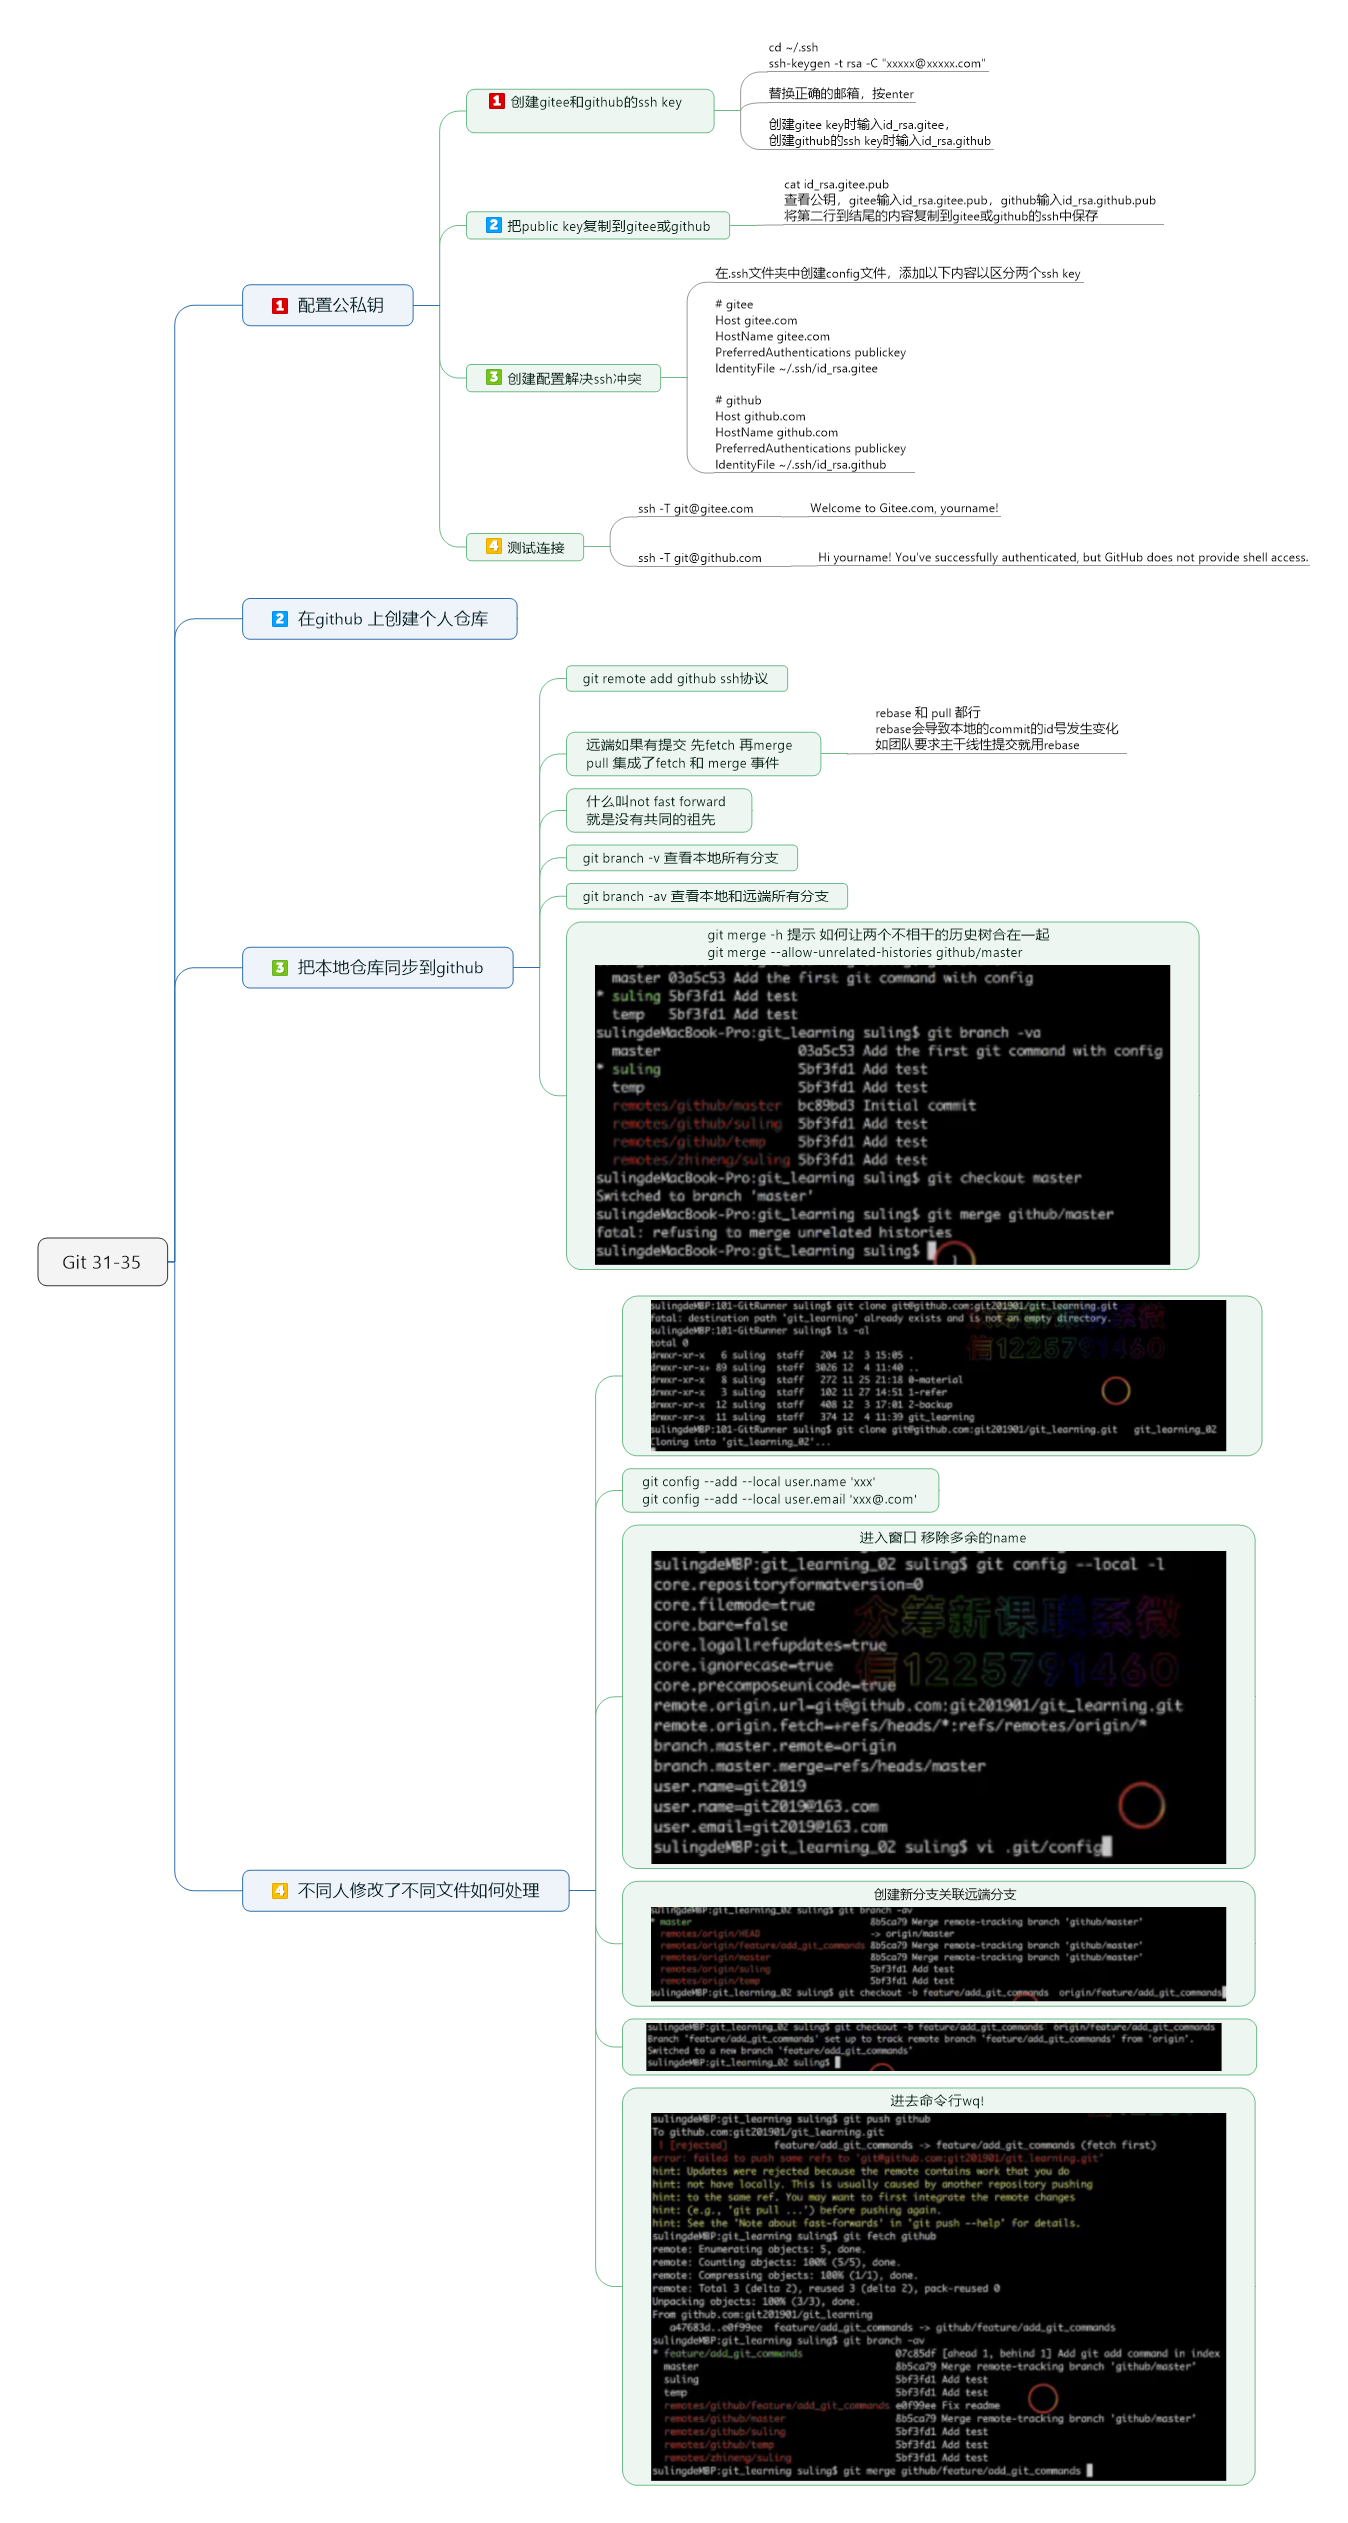 Git 31-35
1 配置公私钥
1 创建gitee和github的ssh key
cd ~/.ssh
ssh-keygen -t rsa -C "xxxxx@xxxxx.com"
替换正确的邮箱，按enter
创建gitee key时输入id_rsa.gitee，
创建github的ssh key时输入id_rsa.github
2 把public key复制到gitee或github
cat id_rsa.gitee.pub
查看公钥，gitee输入id_rsa.gitee.pub，github输入id_rsa.github.pub
将第二行到结尾的内容复制到gitee或github的ssh中保存
3 创建配置解决ssh冲突
在.ssh文件夹中创建config文件，添加以下内容以区分两个ssh key
# gitee
Host gitee.com
HostName gitee.com
PreferredAuthentications publickey
IdentityFile ~/.ssh/id_rsa.gitee
# github
Host github.com
HostName github.com
PreferredAuthentications publickey
IdentityFile ~/.ssh/id_rsa.github
4 测试连接
ssh -T git@gitee.com
Welcome to Gitee.com, yourname!
ssh -T git@github.com
Hi yourname! You've successfully authenticated, but GitHub does not provide shell access.
2 在github 上创建个人仓库
3 把本地仓库同步到github
git remote add github ssh协议
远端如果有提交 先fetch 再merge
pull 集成了fetch 和 merge 事件
rebase 和 pull 都行
rebase会导致本地的commit的id号发生变化
如团队要求主干线性提交就用rebase
什么叫not fast forward
就是没有共同的祖先
git branch -v 查看本地所有分支
git branch -av 查看本地和远端所有分支
git merge -h 提示 如何让两个不相干的历史树合在一起
git merge --allow-unrelated-histories github/master
master 03a5c53 Add the first git command with config
* suling 5bf3fd1 Add test
temp 5bf3fd1 Add test
sulingdeMacBook-Pro:git_learning suling$ git branch -va
master 03a5c53 Add the first git command with config
* suling 5bf3fd1 Add test
temp 5bf3fd1 Add test
remotes/github/master bc89bd3 Initial commit
remotes/github/suling 5bf3fd1 Add test
remotes/github/temp 5bf3fd1 Add test
remotes/zhineng/suling 5bf3fd1 Add test
sulingdeMacBook-Pro:git_learning suling$ git checkout master
Switched to branch 'master'
sulingdeMacBook-Pro:git_learning suling$ git merge github/master
fatal: refusing to merge unrelated histories
sulingdeMacBook-Pro:git_learning suling$
4 不同人修改了不同文件如何处理
sulingdeMBP:101-GitRunner suling$ git clone git@github.com:git201901/git_learning.git
fatal: destination path 'git_learning' already exists and is not an empty directory.
sulingdeMBP:101-GitRunner suling$ ls -al
total 0
drwxr-xr-x 6 suling staff 204 12 3 15:05 .
drwxr-xr-x+ 89 suling staff 3026 12 4 11:40 ..
drwxr-xr-x 8 suling staff 272 11 25 21:18 0-material
drwxr-xr-x 3 suling staff 102 11 27 14:51 1-refer
drwxr-xr-x 12 suling staff 408 12 3 17:01 2-backup
drwxr-xr-x 11 suling staff 374 12 4 11:39 git_learning
sulingdeMBP:101-GitRunner suling$ git clone git@github.com:git201901/git_learning.git git_learning_02
Cloning into 'git_learning_02'...
众筹新课联系微
信1225791460
git config --add --local user.name 'xxx'
git config --add --local user.email 'xxx@.com'
进入窗口 移除多余的name
sulingdeMBP:git_learning_02 suling$ git config --local -l
core.repositoryformatversion=0
core.filemode=true
core.bare=false
core.logallrefupdates=true
core.ignorecase=true
core.precomposeunicode=true
remote.origin.url=git@github.com:git201901/git_learning.git
remote.origin.fetch=+refs/heads/*:refs/remotes/origin/*
branch.master.remote=origin
branch.master.merge=refs/heads/master
user.name=git2019
user.name=git2019@163.com
user.email=git2019@163.com
sulingdeMBP:git_learning_02 suling$ vi .git/config
众筹新课联系微
信1225791460
创建新分支关联远端分支
sulingdeMBP:git_learning_02 suling$ git branch -av
* master 8b5ca79 Merge remote-tracking branch 'github/master'
remotes/origin/HEAD -> origin/master
remotes/origin/feature/add_git_commands 8b5ca79 Merge remote-tracking branch 'github/master'
remotes/origin/master 8b5ca79 Merge remote-tracking branch 'github/master'
remotes/origin/suling 5bf3fd1 Add test
remotes/origin/temp 5bf3fd1 Add test
sulingdeMBP:git_learning_02 suling$ git checkout -b feature/add_git_commands origin/feature/add_git_commands
sulingdeMBP:git_learning_02 suling$ git checkout -b feature/add_git_commands origin/feature/add_git_commands
Branch 'feature/add_git_commands' set up to track remote branch 'feature/add_git_commands' from 'origin'.
Switched to a new branch 'feature/add_git_commands'
sulingdeMBP:git_learning_02 suling$
进去命令行wq!
sulingdeMBP:git_learning suling$ git push github
To github.com:git201901/git_learning.git
! [rejected] feature/add_git_commands -> feature/add_git_commands (fetch first)
error: failed to push some refs to 'git@github.com:git201901/git_learning.git'
hint: Updates were rejected because the remote contains work that you do
hint: not have locally. This is usually caused by another repository pushing
hint: to the same ref. You may want to first integrate the remote changes
hint: (e.g., 'git pull ...') before pushing again.
hint: See the 'Note about fast-forwards' in 'git push --help' for details.
sulingdeMBP:git_learning suling$ git fetch github
remote: Enumerating objects: 5, done.
remote: Counting objects: 100% (5/5), done.
remote: Compressing objects: 100% (1/1), done.
remote: Total 3 (delta 2), reused 3 (delta 2), pack-reused 0
Unpacking objects: 100% (3/3), done.
From github.com:git201901/git_learning
a47683d..e0f99ee feature/add_git_commands -> github/feature/add_git_commands
sulingdeMBP:git_learning suling$ git branch -av
* feature/add_git_commands 07c85df [ahead 1, behind 1] Add git add command in index
master 8b5ca79 Merge remote-tracking branch 'github/master'
suling 5bf3fd1 Add test
temp 5bf3fd1 Add test
remotes/github/feature/add_git_commands e0f99ee Fix readme
remotes/github/master 8b5ca79 Merge remote-tracking branch 'github/master'
remotes/github/suling 5bf3fd1 Add test
remotes/github/temp 5bf3fd1 Add test
remotes/zhineng/suling 5bf3fd1 Add test
sulingdeMBP:git_learning suling$ git merge github/feature/add_git_commands